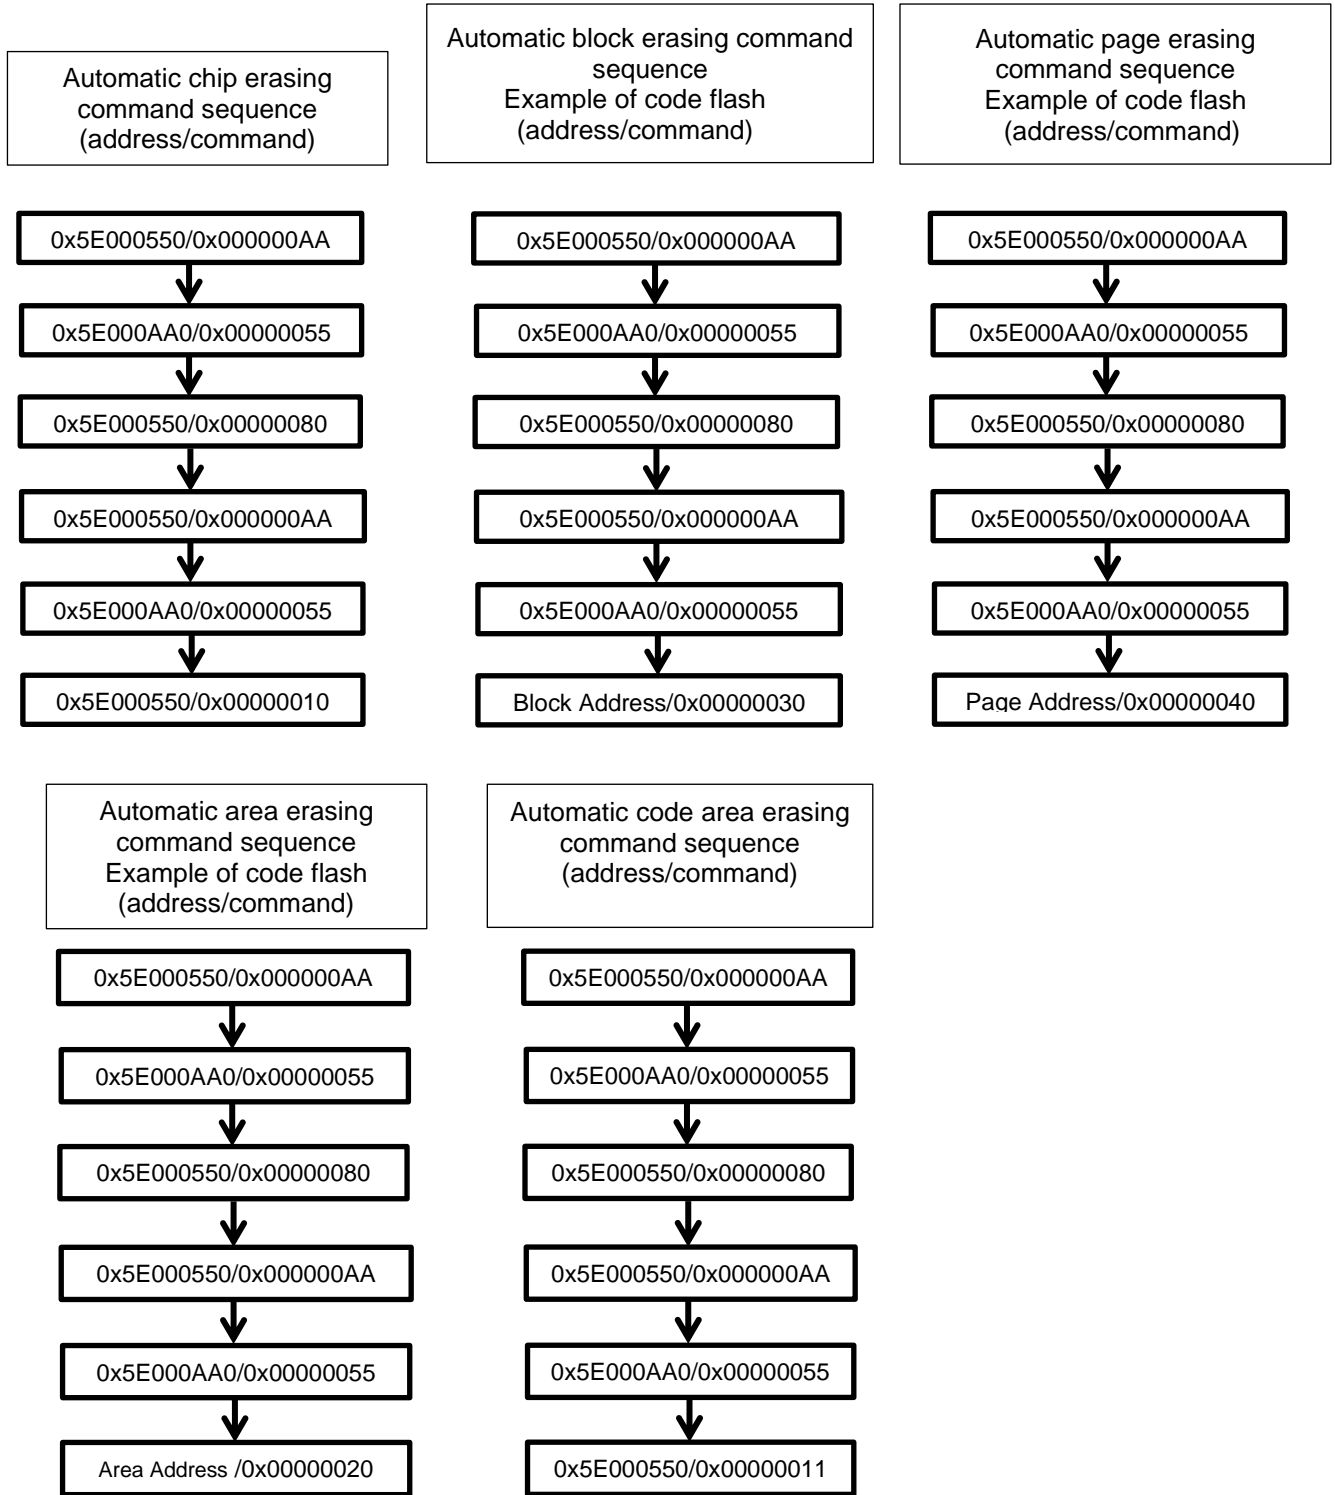 Automatic chip erasing
command sequence
(address/command)
0x5E000550/0x000000AA
0x5E000AA0/0x00000055
0x5E000550/0x00000080
0x5E000550/0x000000AA
0x5E000AA0/0x00000055
0x5E000550/0x00000010
Automatic block erasing command
sequence
Example of code flash
(address/command)
0x5E000550/0x000000AA
0x5E000AA0/0x00000055
0x5E000550/0x00000080
0x5E000550/0x000000AA
0x5E000AA0/0x00000055
Block Address/0x00000030
Automatic page erasing
command sequence
Example of code flash
(address/command)
0x5E000550/0x000000AA
0x5E000AA0/0x00000055
0x5E000550/0x00000080
0x5E000550/0x000000AA
0x5E000AA0/0x00000055
Page Address/0x00000040
Automatic area erasing
command sequence
Example of code flash
(address/command)
0x5E000550/0x000000AA
0x5E000AA0/0x00000055
0x5E000550/0x00000080
0x5E000550/0x000000AA
0x5E000AA0/0x00000055
Area Address /0x00000020
Automatic code area erasing
command sequence
(address/command)
0x5E000550/0x000000AA
0x5E000AA0/0x00000055
0x5E000550/0x00000080
0x5E000550/0x000000AA
0x5E000AA0/0x00000055
0x5E000550/0x00000011